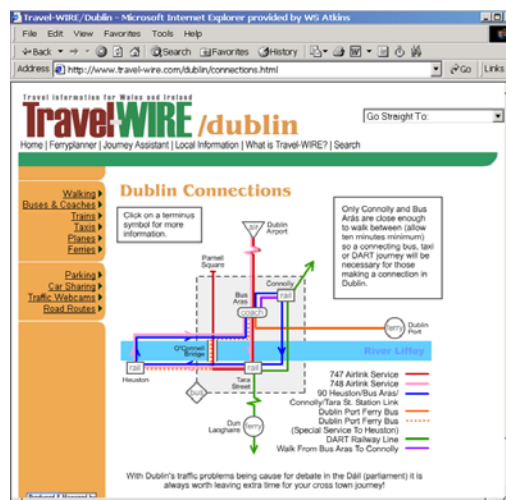 Travel-WIRE/Dublin - Microsoft Internet Explorer provided by WS Atkins
File Edit View Favorites Tools Help
Back Search Favorites History
Address http://www.travel-wire.com/dublin/connections.html Go Links
Travel information for Wales and Ireland
TravelWIRE/dublin
Go Straight To:
Home | Ferryplanner | Journey Assistant | Local Information | What is Travel-WIRE? | Search
Walking
Buses & Coaches
Trains
Taxis
Planes
Ferries
Parking
Car Sharing
Traffic Webcams
Road Routes
Dublin Connections
Click on a terminus
symbol for more
information.
Only Connolly and Bus
Arás are close enough
to walk between (allow
ten minutes minimum)
so a connecting bus, taxi
or DART journey will be
necessary for those
making a connection in
Dublin.
air
Dublin
Airport
Parnell
Square
Connolly
rail
Bus
Aras
coach
ferry
Dublin
Port
O'Connell
Bridge
River Liffey
rail
Heuston
rail
Tara
Street
bus
Dun
Laoghaire
ferry
747 Airlink Service
748 Airlink Service
90 Heuston/Bus Aras/
Connolly/Tara St. Station Link
Dublin Port Ferry Bus
Dublin Port Ferry Bus
(Special Service To Heuston)
DART Railway Line
Walk From Bus Aras To Connolly
With Dublin's traffic problems being cause for debate in the Dáil (parliament) it is
always worth leaving extra time for your cross town journey!